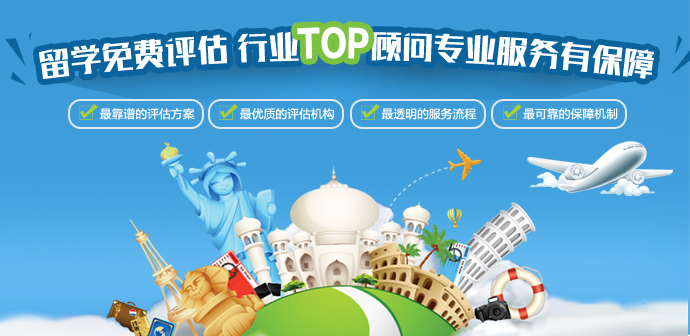 留学免费评估 行业TOP顾问专业服务有保障
最靠谱的评估方案 最优质的评估机构 最透明的服务流程 最可靠的保障机制